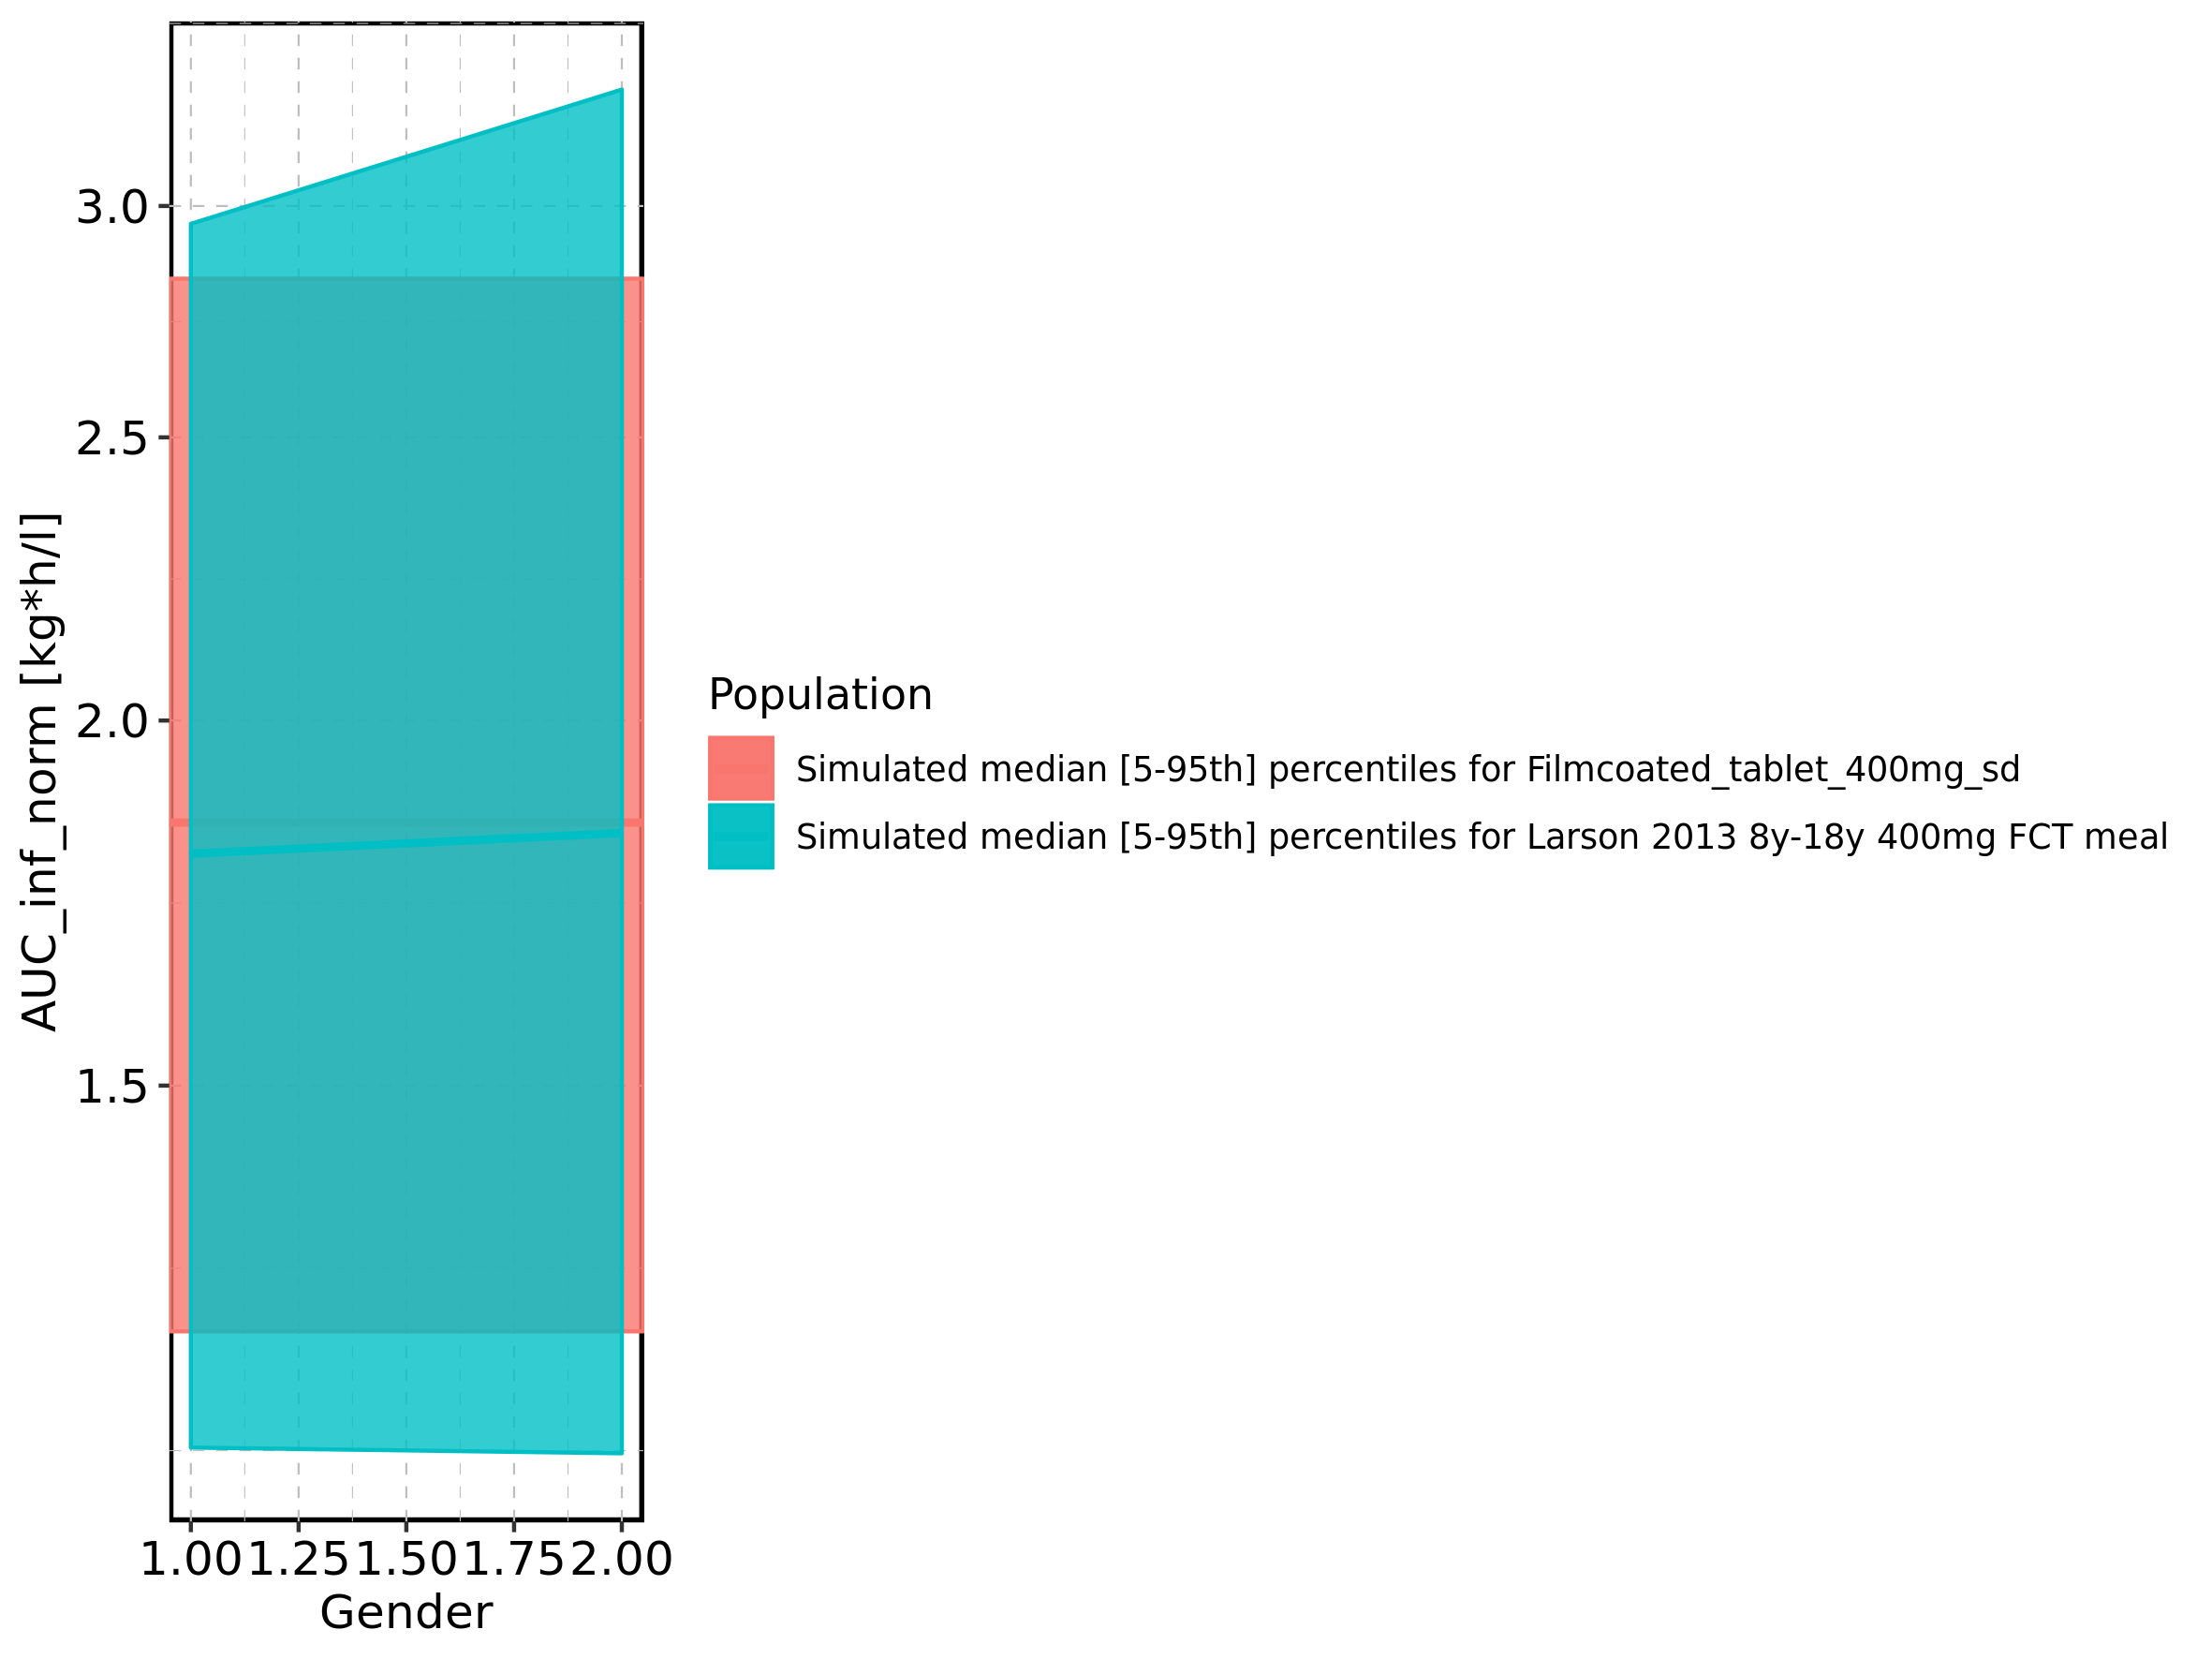 3.0
2.5
2.0
1.5
AUC_inf_norm [kg*h/l]
1.00 1.25 1.50 1.75 2.00
Gender
Population
Simulated median [5-95th] percentiles for Filmcoated_tablet_400mg_sd
Simulated median [5-95th] percentiles for Larson 2013 8y-18y 400mg FCT meal